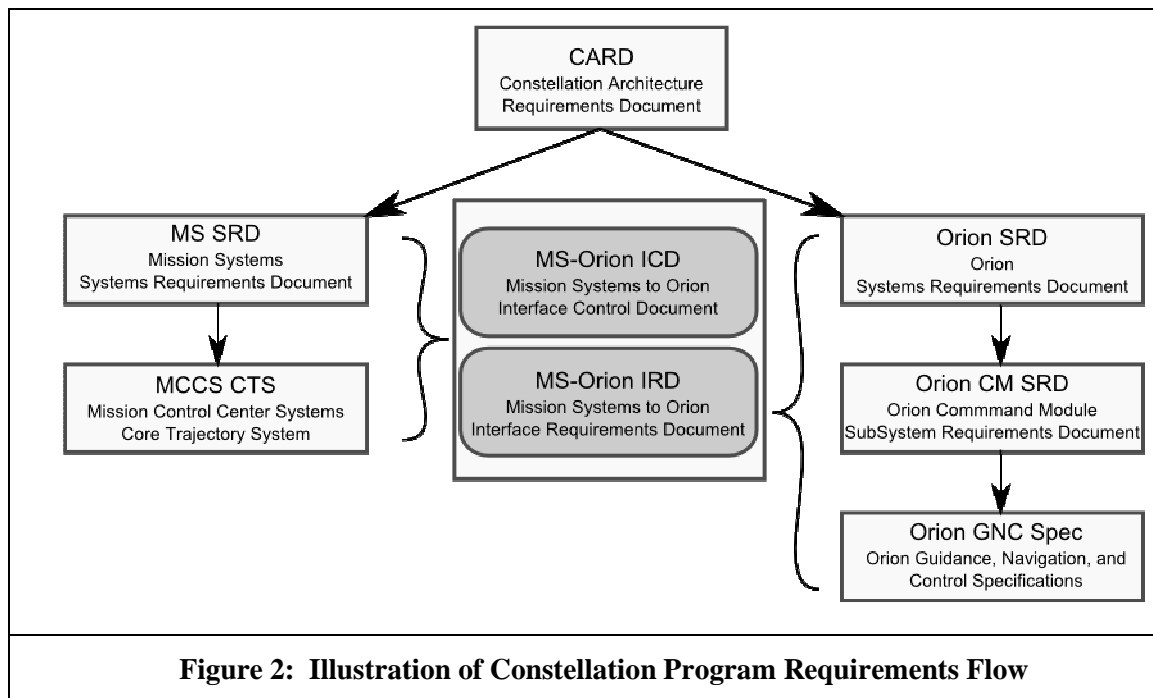 CARD
Constellation Architecture
Requirements Document
MS SRD
Mission Systems
Systems Requirements Document
MCCS CTS
Mission Control Center Systems
Core Trajectory System
MS-Orion ICD
Mission Systems to Orion
Interface Control Document
MS-Orion IRD
Mission Systems to Orion
Interface Requirements Document
Orion SRD
Orion
Systems Requirements Document
Orion CM SRD
Orion Commmand Module
SubSystem Requirements Document
Orion GNC Spec
Orion Guidance, Navigation, and
Control Specifications
Figure 2: Illustration of Constellation Program Requirements Flow